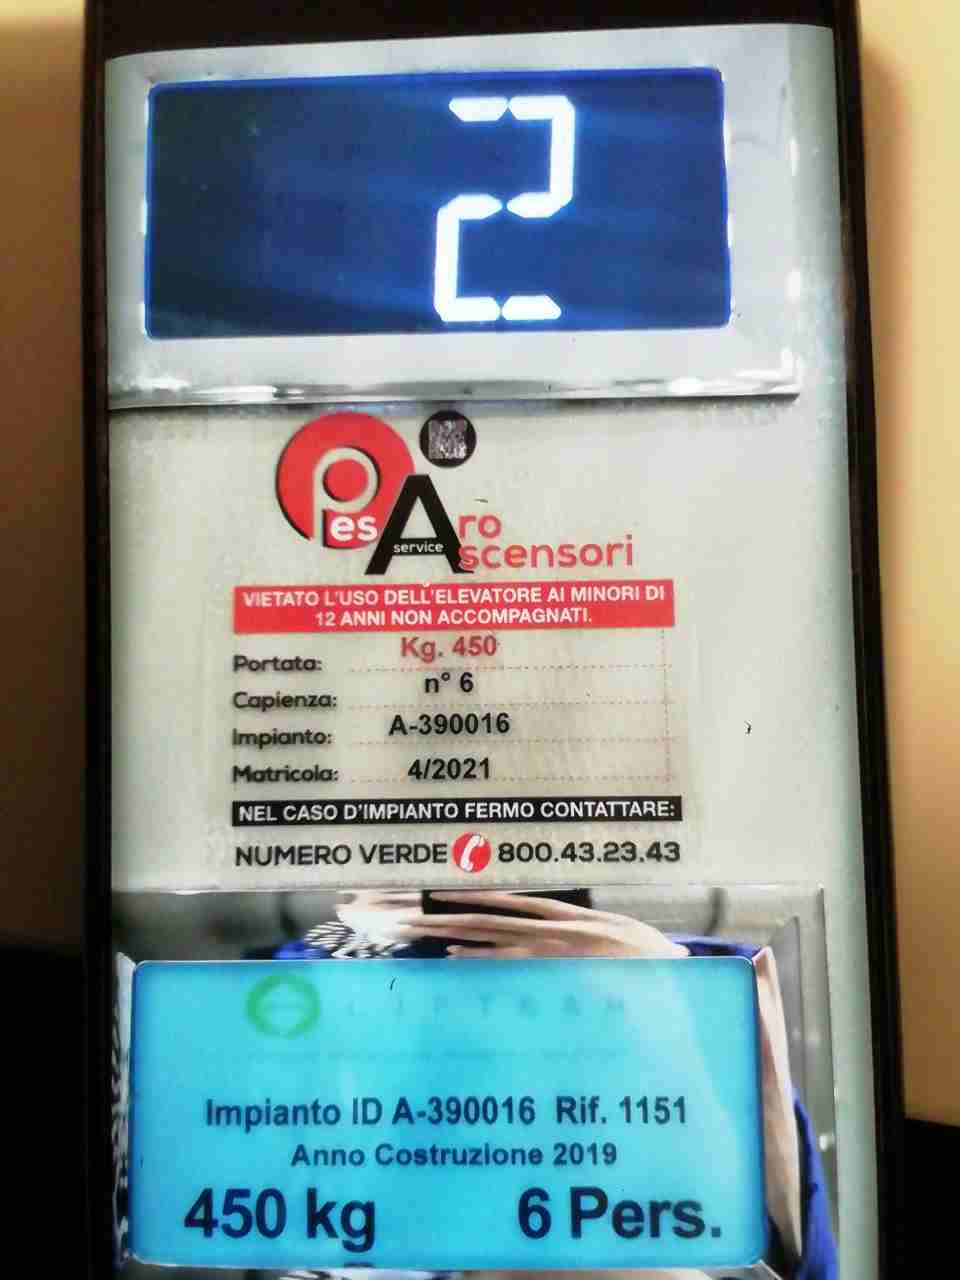 2
Pes Aro
service Ascensori
VIETATO L'USO DELL'ELEVATORE AI MINORI DI
12 ANNI NON ACCOMPAGNATI.
Portata: Kg. 450
Capienza: n° 6
Impianto: A-390016
Matricola: 4/2021
NEL CASO D'IMPIANTO FERMO CONTATTARE:
NUMERO VERDE 800.43.23.43
Impianto ID A-390016 Rif. 1151
Anno Costruzione 2019
450 kg 6 Pers.